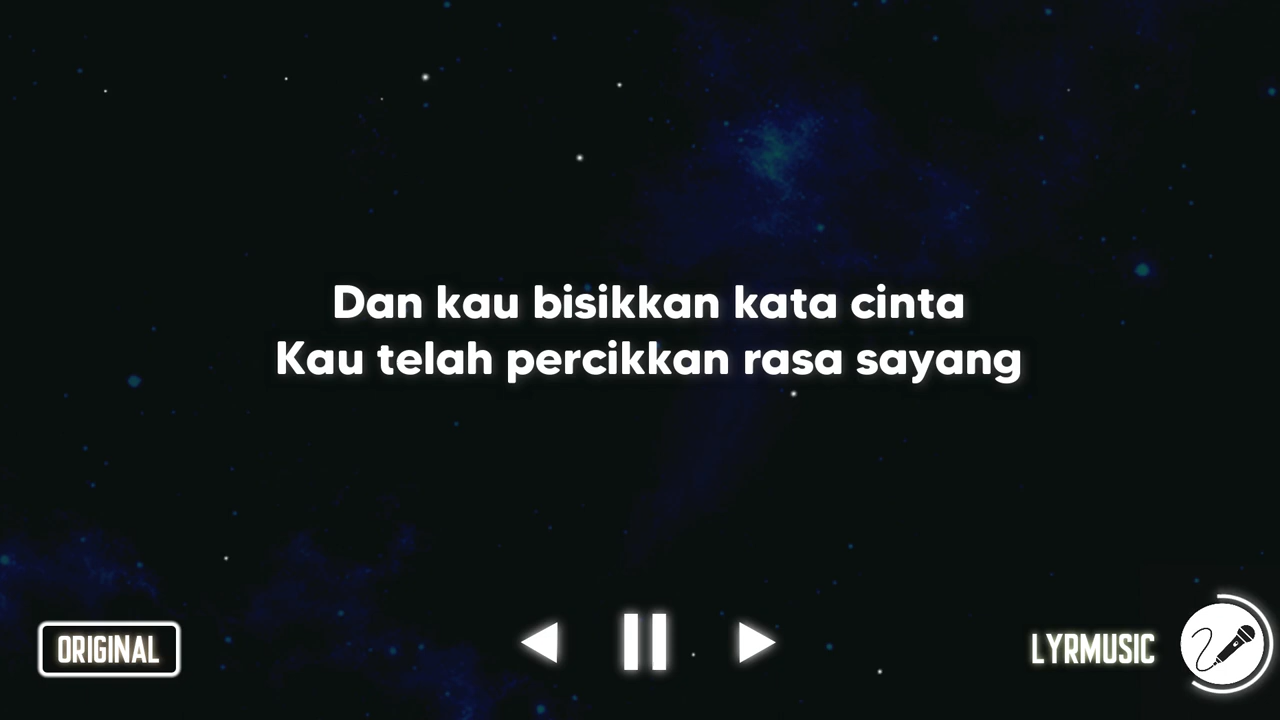 Dan kau bisikkan kata cinta
Kau telah percikkan rasa sayang
ORIGINAL
LYRMUSIC